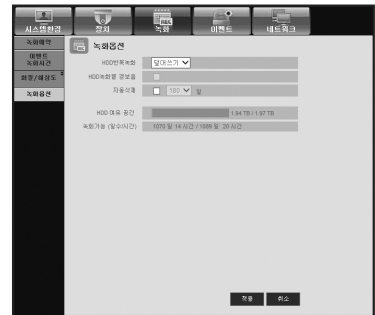 시스템환경 장치 녹화 이벤트 네트워크
녹화예약
이벤트
녹화시간
화질/해상도
녹화옵션
녹화옵션
HDD반복녹화 덮어쓰기
HDD녹화별 경보음
자동삭제 180 일
HDD 여유 공간 1.94 TB / 1.97 TB
녹화가능 (일수/시간) 1070 일 14 시간 / 1088 일 20 시간
적용 취소